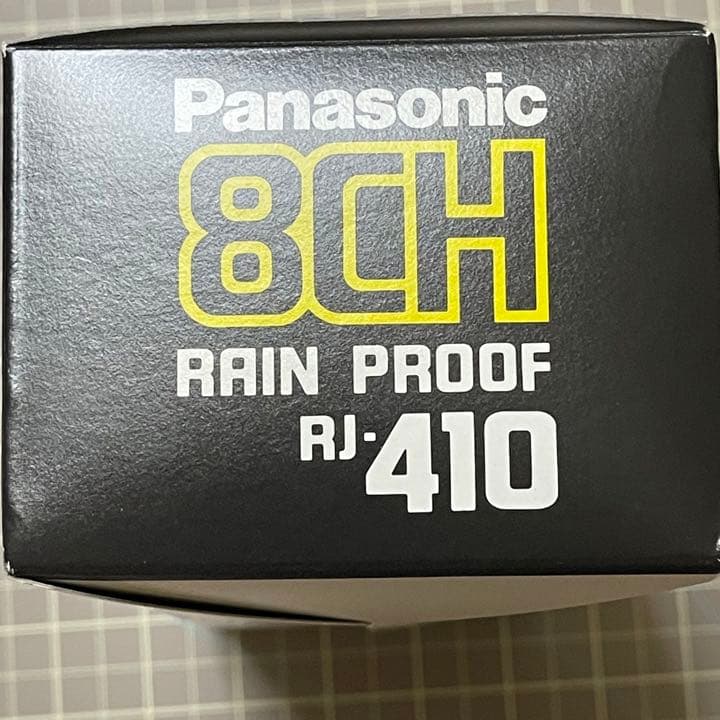 Panasonic
8CH
RAIN PROOF
RJ-410